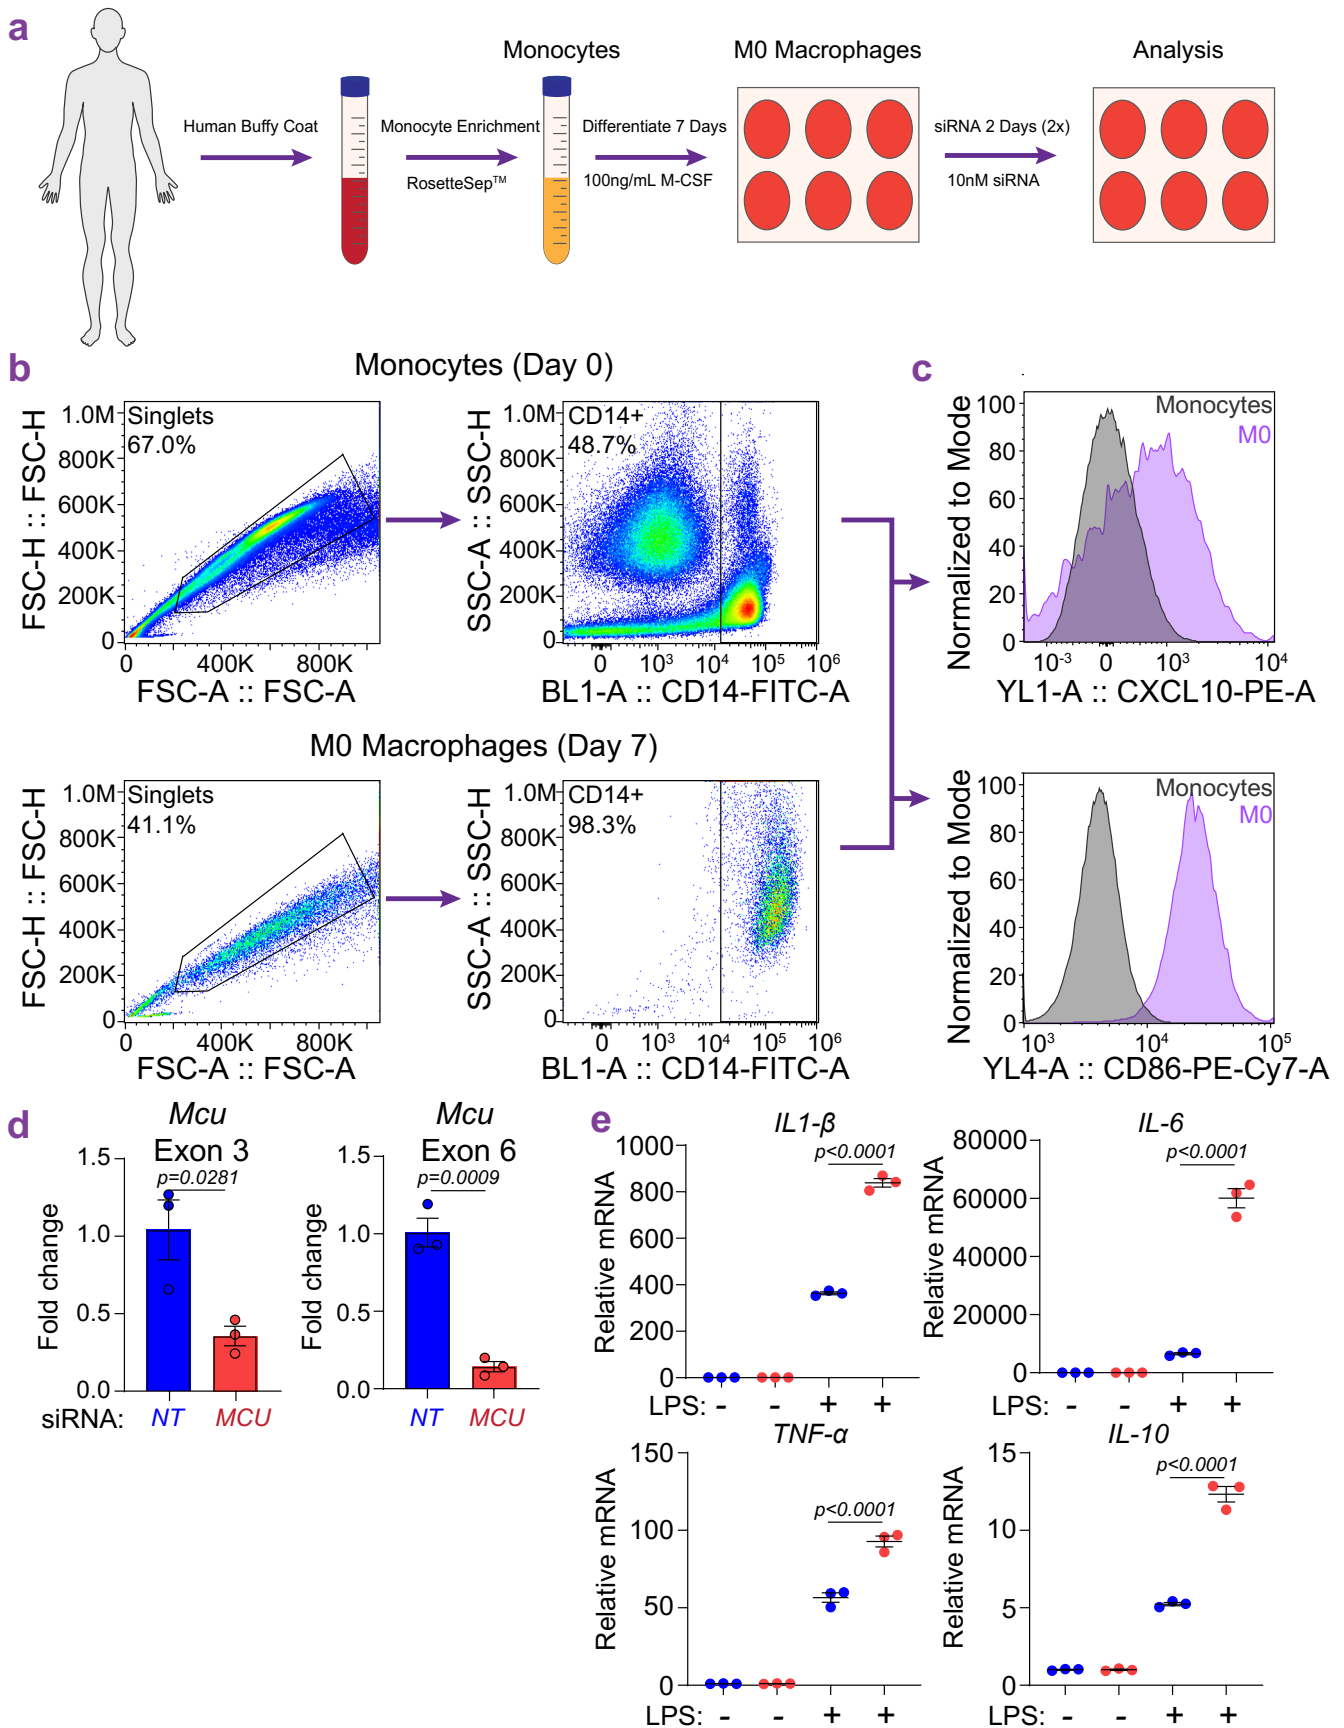 a
Monocytes
M0 Macrophages
Analysis
Human Buffy Coat
Monocyte Enrichment
RosetteSep™
Differentiate 7 Days
100ng/mL M-CSF
siRNA 2 Days (2x)
10nM siRNA
b
Monocytes (Day 0)
FSC-H :: FSC-H
1.0M
800K
600K
400K
200K
0
Singlets
67.0%
0
400K
800K
FSC-A :: FSC-A
SSC-A :: SSC-H
1.0M
800K
600K
400K
200K
0
CD14+
48.7%
0
10³
10⁴
10⁵
10⁶
BL1-A :: CD14-FITC-A
M0 Macrophages (Day 7)
FSC-H :: FSC-H
1.0M
800K
600K
400K
200K
0
Singlets
41.1%
0
400K
800K
FSC-A :: FSC-A
SSC-A :: SSC-H
1.0M
800K
600K
400K
200K
0
CD14+
98.3%
0
10³
10⁴
10⁵
10⁶
BL1-A :: CD14-FITC-A
c
Normalized to Mode
100
80
60
40
20
0
Monocytes
M0
10⁻³
0
10³
10⁴
YL1-A :: CXCL10-PE-A
Normalized to Mode
100
80
60
40
20
0
Monocytes
M0
10³
10⁴
10⁵
YL4-A :: CD86-PE-Cy7-A
d
Mcu
Exon 3
Fold change
1.5
1.0
0.5
0.0
p=0.0281
siRNA:
NT
MCU
Mcu
Exon 6
Fold change
1.5
1.0
0.5
0.0
p=0.0009
NT
MCU
e
IL1-β
Relative mRNA
1000
800
600
400
200
0
p<0.0001
LPS: - - + +
IL-6
Relative mRNA
80000
60000
40000
20000
0
p<0.0001
LPS: - - + +
TNF-α
Relative mRNA
150
100
50
0
p<0.0001
LPS: - - + +
IL-10
Relative mRNA
15
10
5
0
p<0.0001
LPS: - - + +